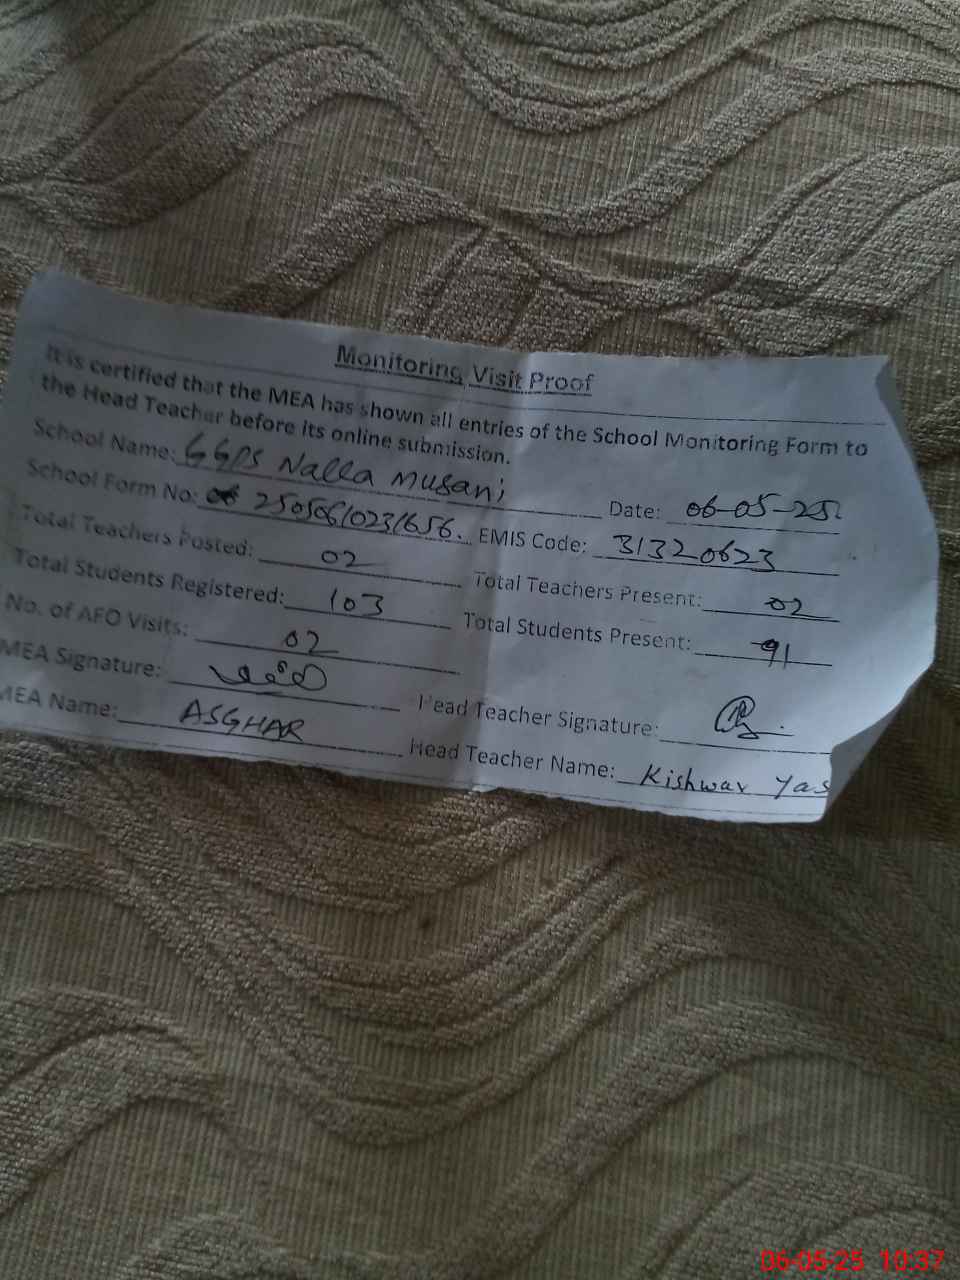 Monitoring Visit Proof
It is certified that the MEA has shown all entries of the School Monitoring Form to
the Head Teacher before its online submission.
School Name: GGPS Nalla Musani Date: 06-05-25
School Form No: 25050610231656. EMIS Code: 31320623
Total Teachers Posted: 02 Total Teachers Present: 02
Total Students Registered: 103 Total Students Present: 91
No. of AFO Visits: 02
MEA Signature: Head Teacher Signature:
MEA Name: ASGHAR Head Teacher Name: Kishwar Yas
06-05-25 10:37